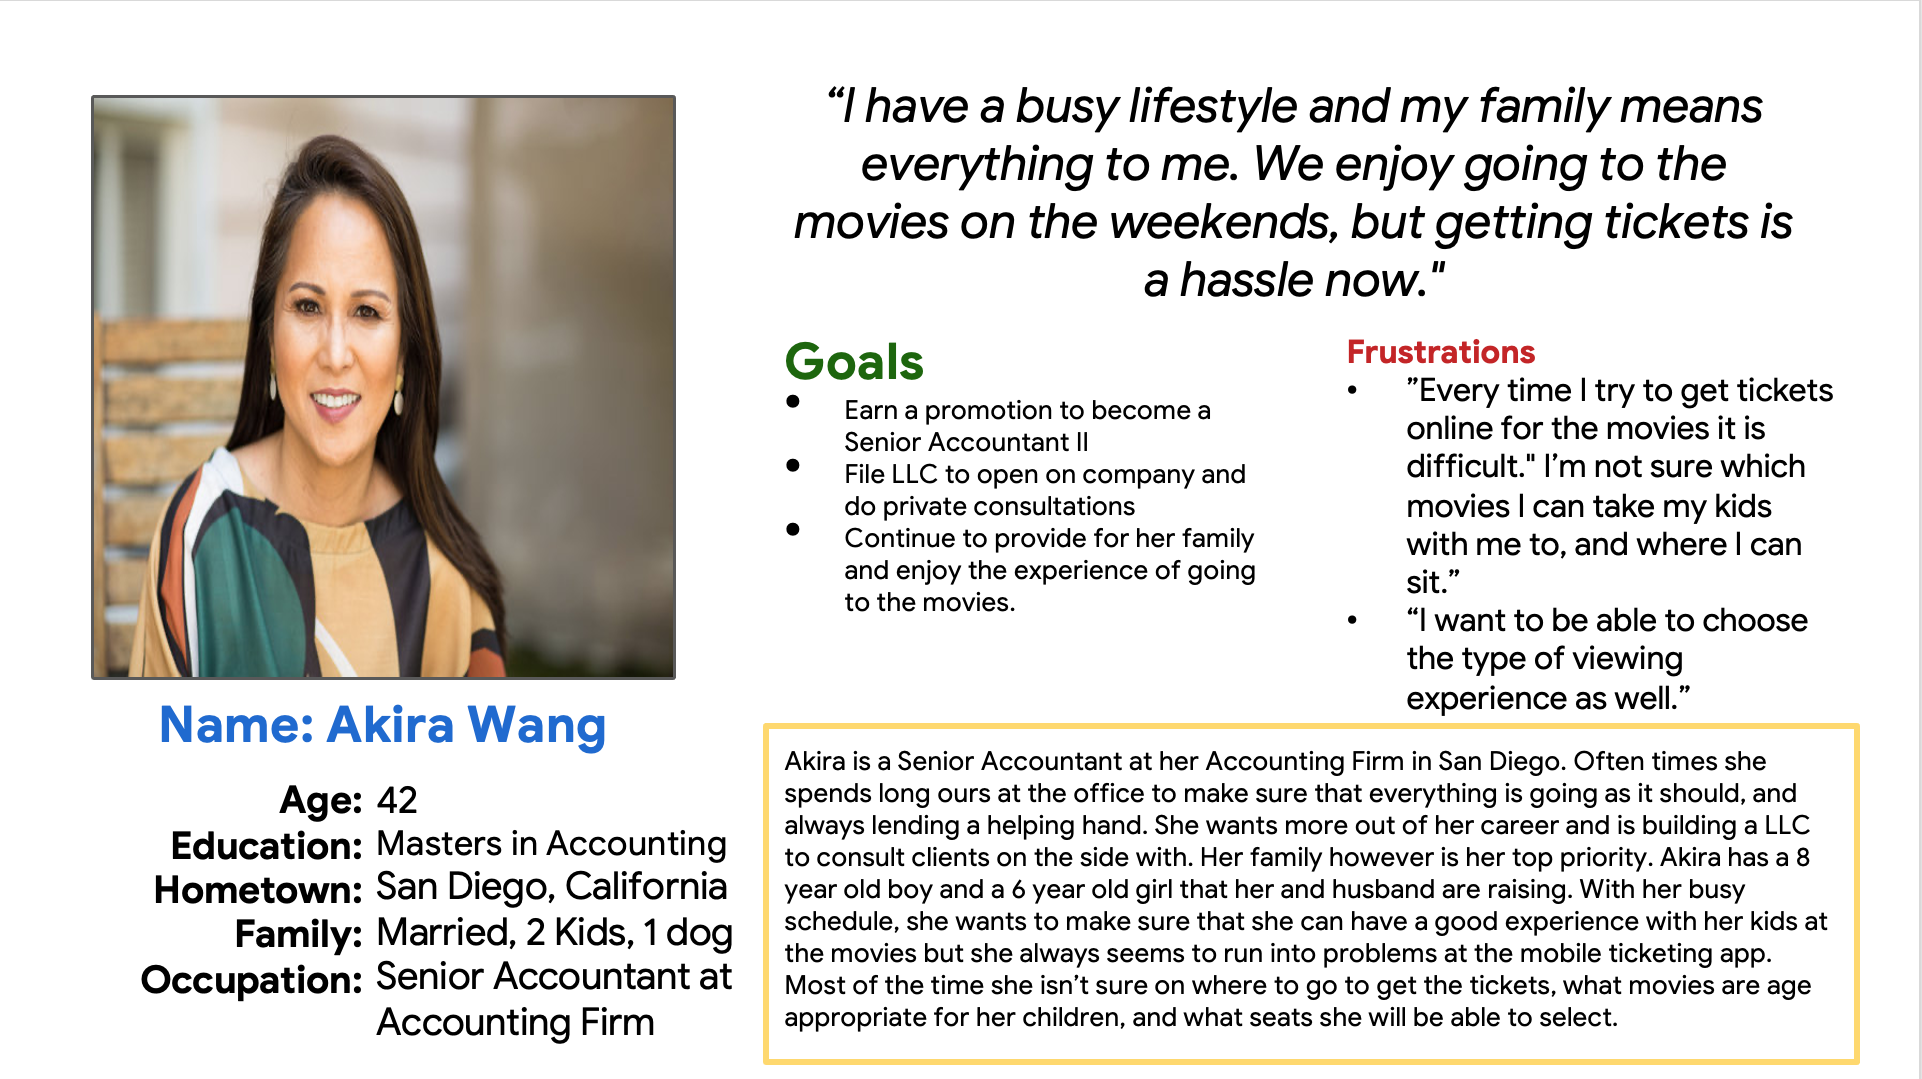 “I have a busy lifestyle and my family means
everything to me. We enjoy going to the
movies on the weekends, but getting tickets is
a hassle now."
Goals
• Earn a promotion to become a
Senior Accountant II
• File LLC to open on company and
do private consultations
• Continue to provide for her family
and enjoy the experience of going
to the movies.
Frustrations
• ”Every time I try to get tickets
online for the movies it is
difficult." I’m not sure which
movies I can take my kids
with me to, and where I can
sit.”
• “I want to be able to choose
the type of viewing
experience as well.”
Name: Akira Wang
Age: 42
Education: Masters in Accounting
Hometown: San Diego, California
Family: Married, 2 Kids, 1 dog
Occupation: Senior Accountant at
Accounting Firm
Akira is a Senior Accountant at her Accounting Firm in San Diego. Often times she
spends long ours at the office to make sure that everything is going as it should, and
always lending a helping hand. She wants more out of her career and is building a LLC
to consult clients on the side with. Her family however is her top priority. Akira has a 8
year old boy and a 6 year old girl that her and husband are raising. With her busy
schedule, she wants to make sure that she can have a good experience with her kids at
the movies but she always seems to run into problems at the mobile ticketing app.
Most of the time she isn’t sure on where to go to get the tickets, what movies are age
appropriate for her children, and what seats she will be able to select.